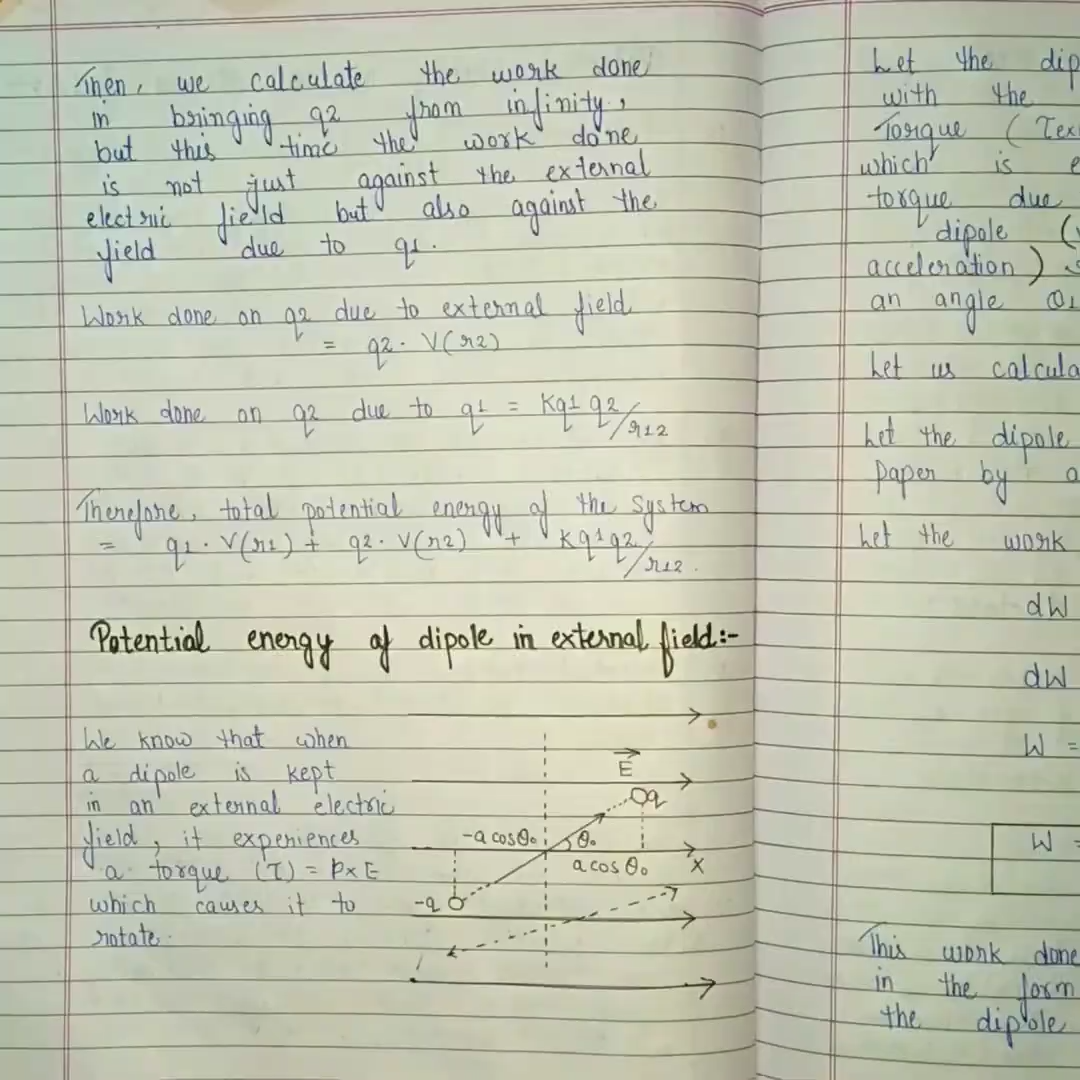 Then, we calculate the work done
in bringing q2 from infinity,
but this time the work done
is not just against the external
electric field but also against the
field due to q1.
Work done on q2 due to external field
= q2 . V(r2)
Work done on q2 due to q1 = Kq1 q2/r12
Therefore, total potential energy of the system
= q1 . V(r1) + q2 . V(r2) + Kq1q2/r12.
Potential energy of dipole in external field:-
We know that when
a dipole is kept
in an external electric
field, it experiences
a torque (τ) = P×E
which causes it to
rotate.
E
q
-a cosθ₀
θ₀
a cosθ₀
X
-q
Let the dip
with the
Torque (
which is e
torque due
dipole (
acceleration)
an angle
Let us calcula
Let the dipole
paper by a
Let the work
dW
dW
W =
W =
This work done
in the form
the dipole